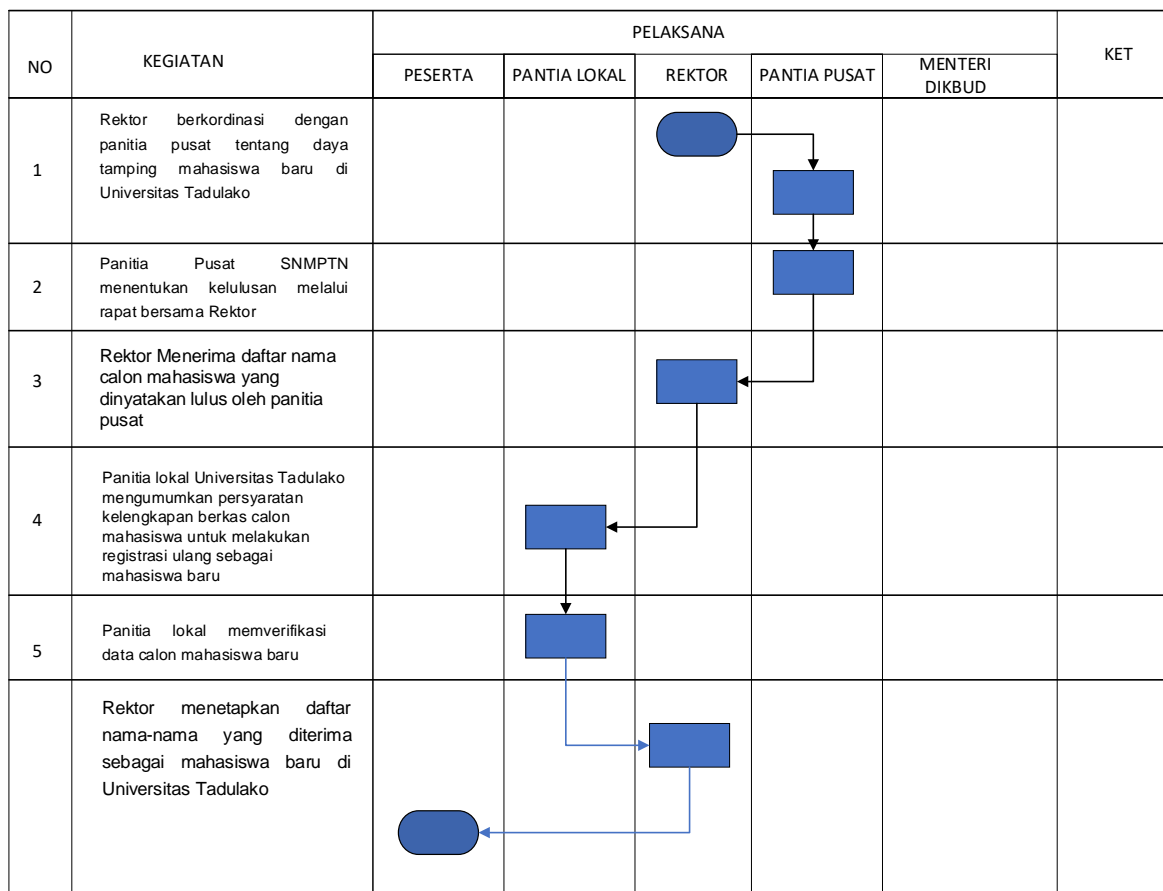 NO
KEGIATAN
PELAKSANA
KET
PESERTA
PANTIA LOKAL
REKTOR
PANTIA PUSAT
MENTERI
DIKBUD
1
Rektor berkordinasi dengan
panitia pusat tentang daya
tamping mahasiswa baru di
Universitas Tadulako
2
Panitia Pusat SNMPTN
menentukan kelulusan melalui
rapat bersama Rektor
3
Rektor Menerima daftar nama
calon mahasiswa yang
dinyatakan lulus oleh panitia
pusat
4
Panitia lokal Universitas Tadulako
mengumumkan persyaratan
kelengkapan berkas calon
mahasiswa untuk melakukan
registrasi ulang sebagai
mahasiswa baru
5
Panitia lokal memverifikasi
data calon mahasiswa baru
Rektor menetapkan daftar
nama-nama yang diterima
sebagai mahasiswa baru di
Universitas Tadulako